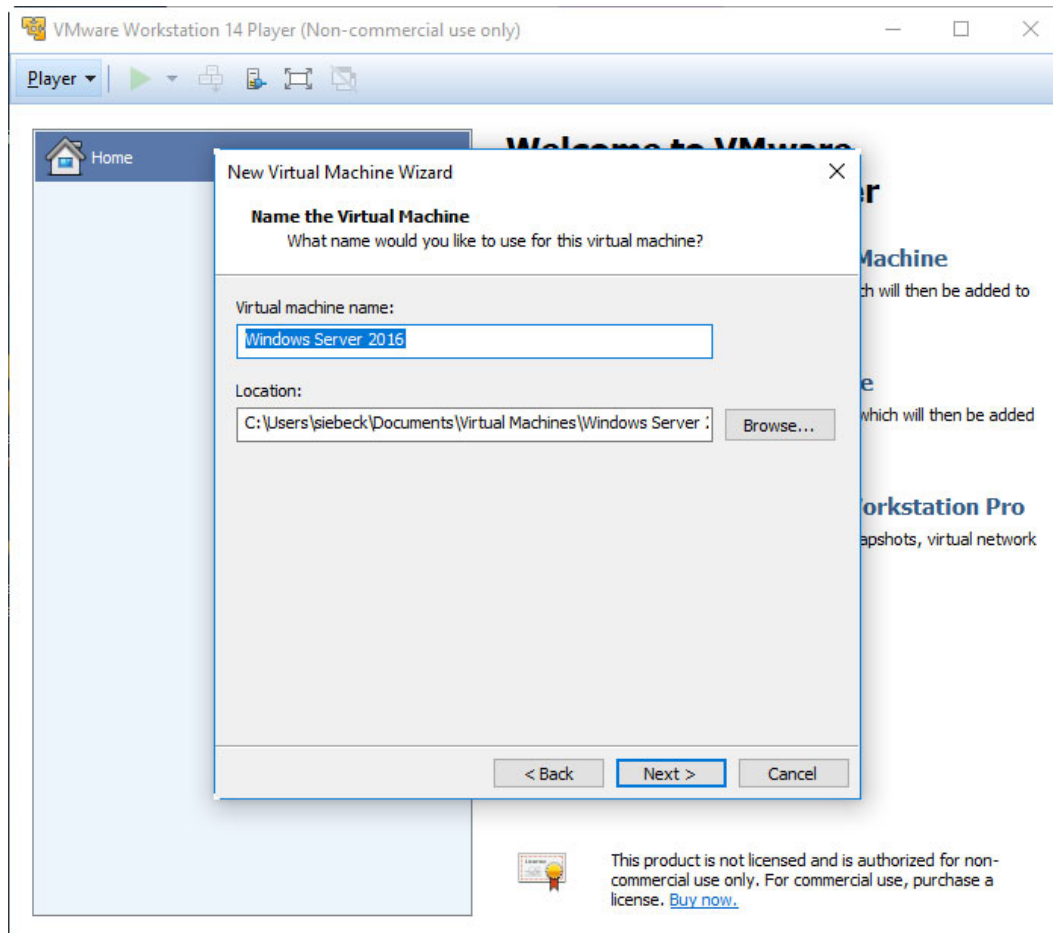 VMware Workstation 14 Player (Non-commercial use only)
Player
Home
Welcome to VMware
New Virtual Machine Wizard
Name the Virtual Machine
What name would you like to use for this virtual machine?
Virtual machine name:
Windows Server 2016
Location:
C:\Users\siebeck\Documents\Virtual Machines\Windows Server
Browse...
< Back
Next >
Cancel
Machine
which will then be added to
which will then be added
orkstation Pro
apshots, virtual network
This product is not licensed and is authorized for non-
commercial use only. For commercial use, purchase a
license. Buy now.